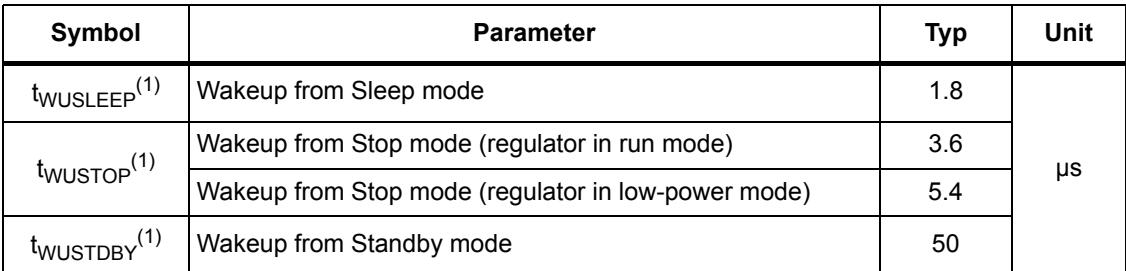 Symbol Parameter Typ Unit
tWUSLEEP(1) Wakeup from Sleep mode 1.8
tWUSTOP(1) Wakeup from Stop mode (regulator in run mode) 3.6
Wakeup from Stop mode (regulator in low-power mode) 5.4
µs
tWUSTDBY(1) Wakeup from Standby mode 50